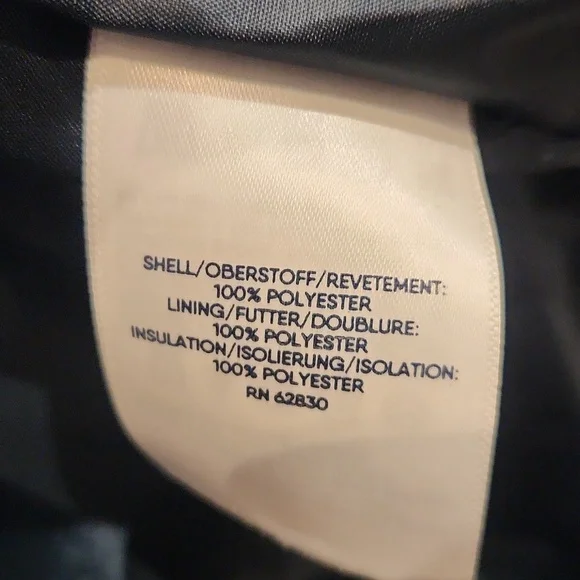 SHELL/OBERSTOFF/REVETEMENT:
100% POLYESTER
LINING/FUTTER/DOUBLURE:
100% POLYESTER
INSULATION/ISOLIERUNG/ISOLATION:
100% POLYESTER
RN 62830